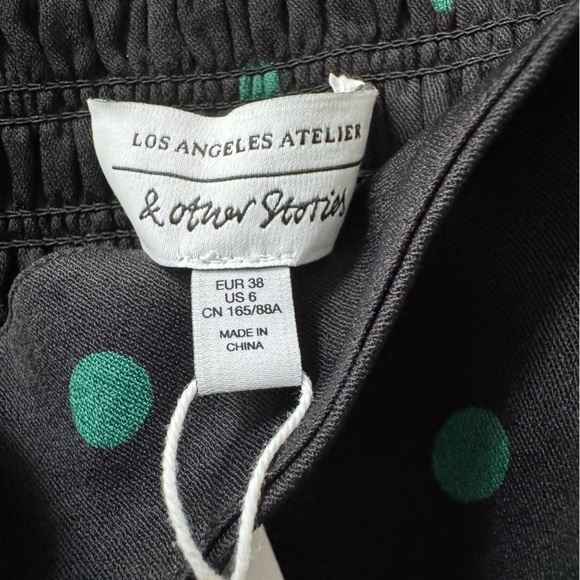 LOS ANGELES ATELIER
& other Stories
EUR 38
US 6
CN 165/88A
MADE IN
CHINA